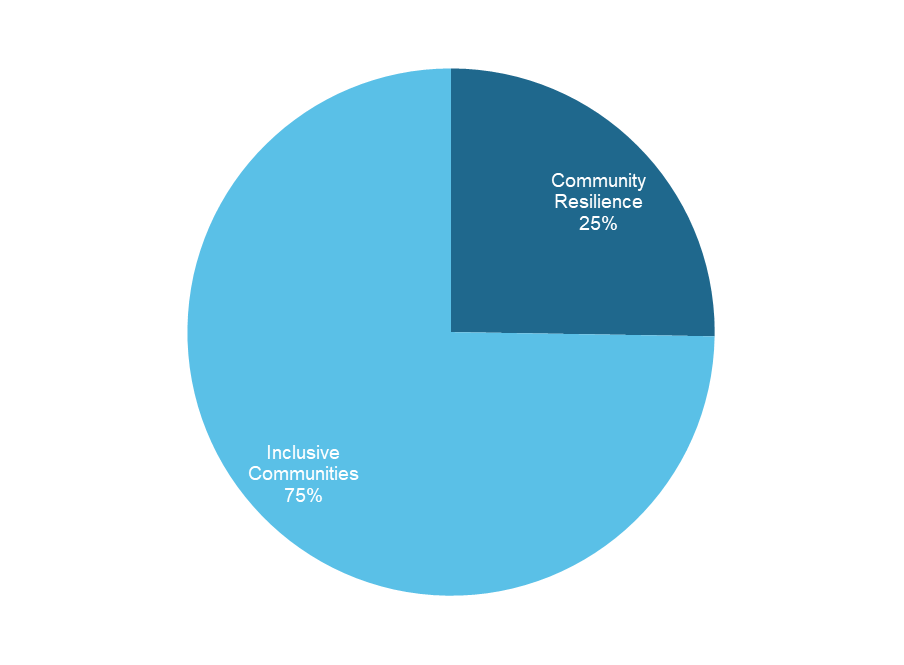 Community
Resilience
25%
Inclusive
Communities
75%